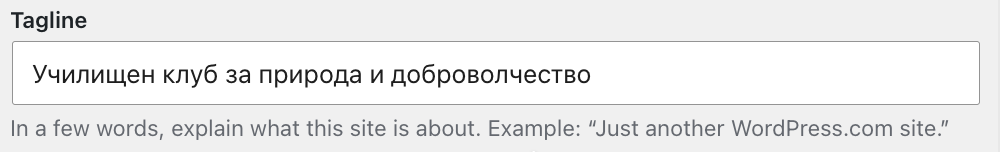 Tagline
Училищен клуб за природа и доброволчество
In a few words, explain what this site is about. Example: “Just another WordPress.com site.”